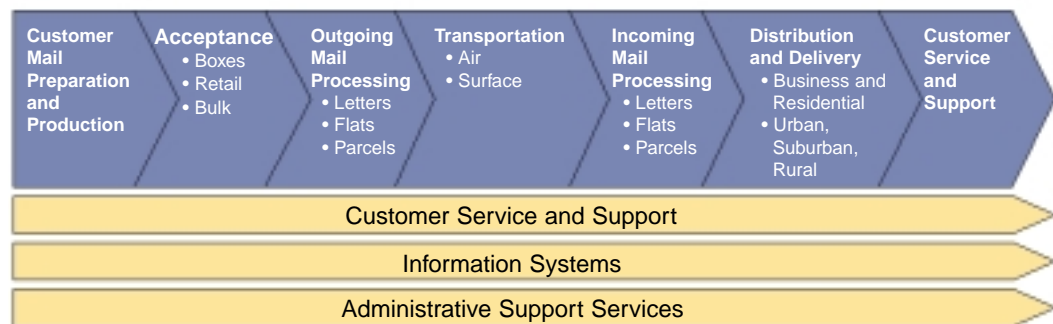 Customer
Mail
Preparation
and
Production
Acceptance
• Boxes
• Retail
• Bulk
Outgoing
Mail
Processing
• Letters
• Flats
• Parcels
Transportation
• Air
• Surface
Incoming
Mail
Processing
• Letters
• Flats
• Parcels
Distribution
and Delivery
• Business and
Residential
• Urban,
Suburban,
Rural
Customer
Service
and
Support
Customer Service and Support
Information Systems
Administrative Support Services